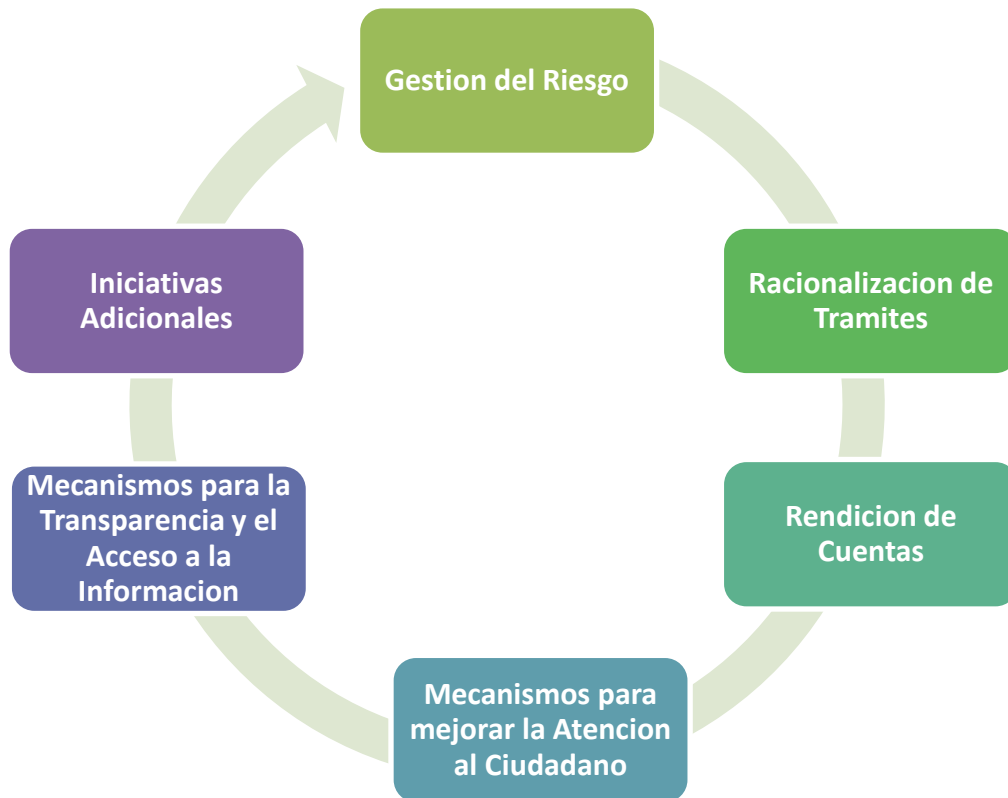 Gestion del Riesgo
Racionalizacion de
Tramites
Rendicion de
Cuentas
Mecanismos para
mejorar la Atencion
al Ciudadano
Mecanismos para la
Transparencia y el
Acceso a la
Informacion
Iniciativas
Adicionales